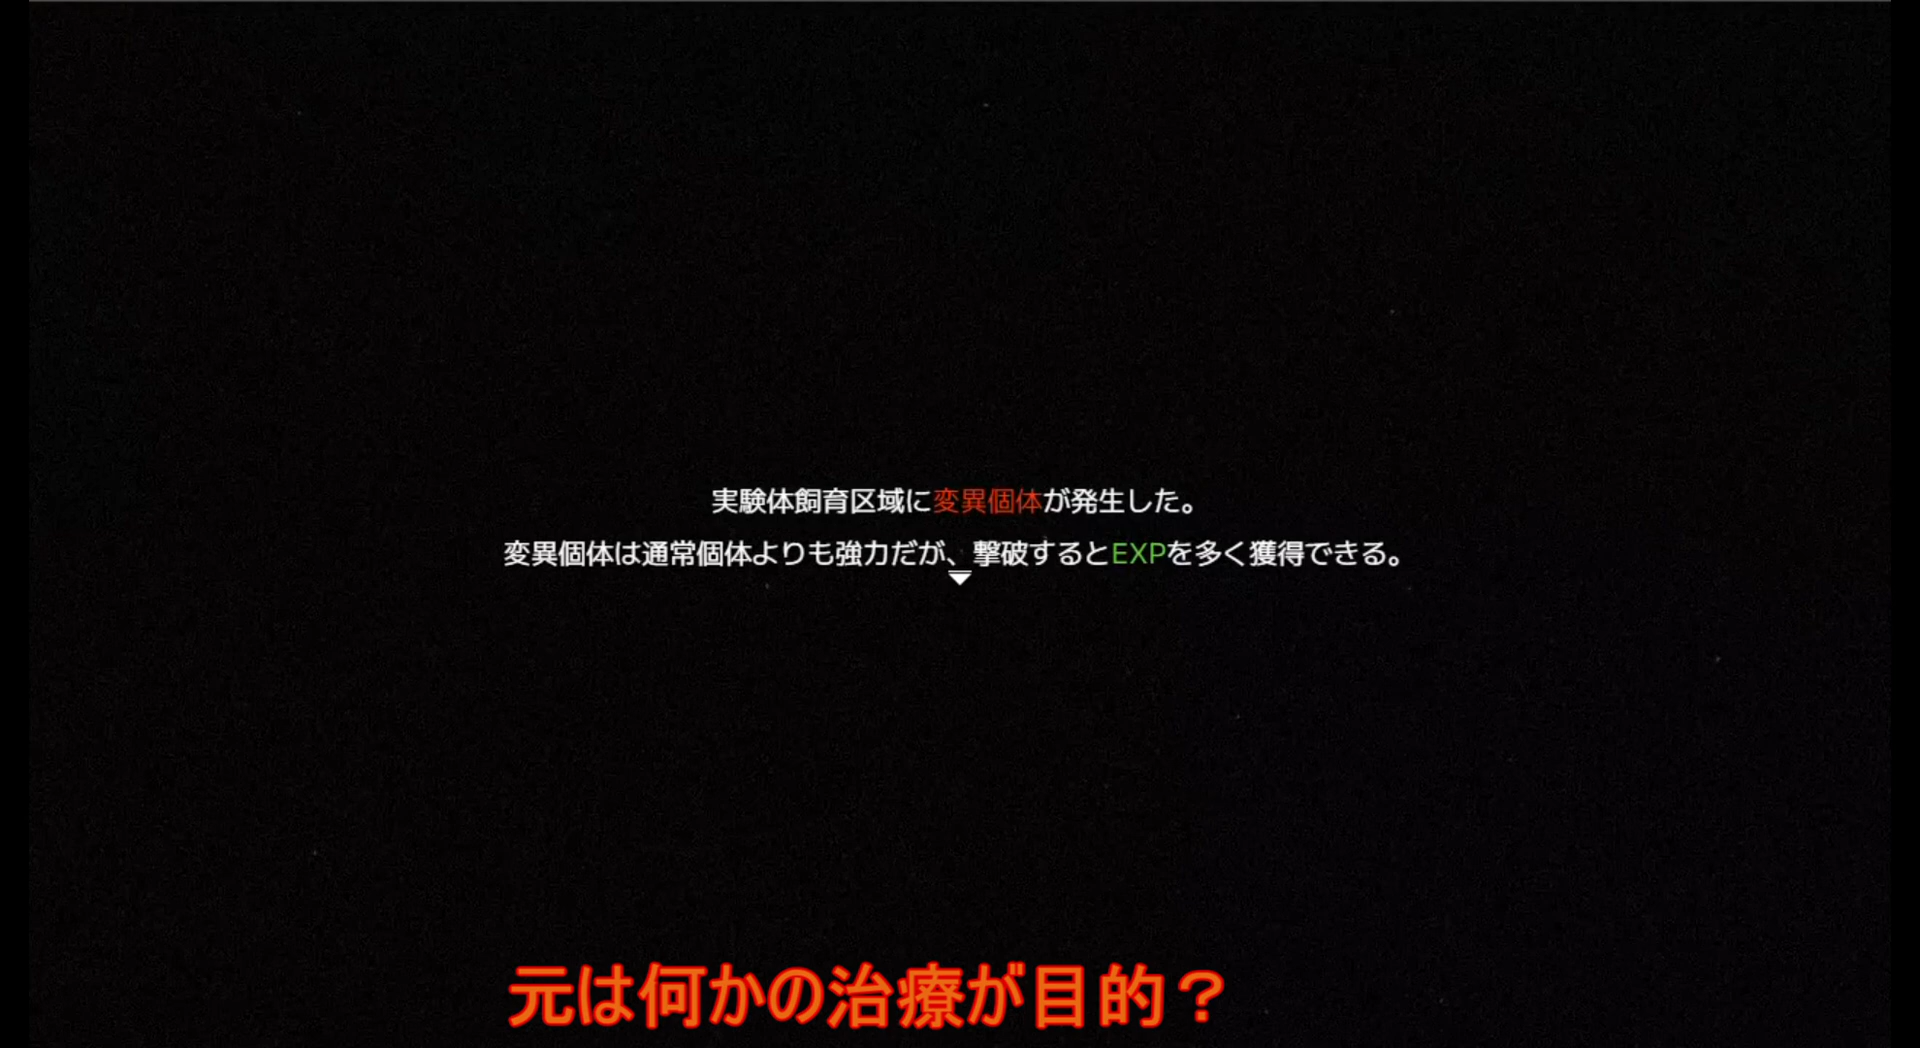 実験体飼育区域に変異個体が発生した。
変異個体は通常個体よりも強力だが、撃破するとEXPを多く獲得できる。
元は何かの治療が目的？